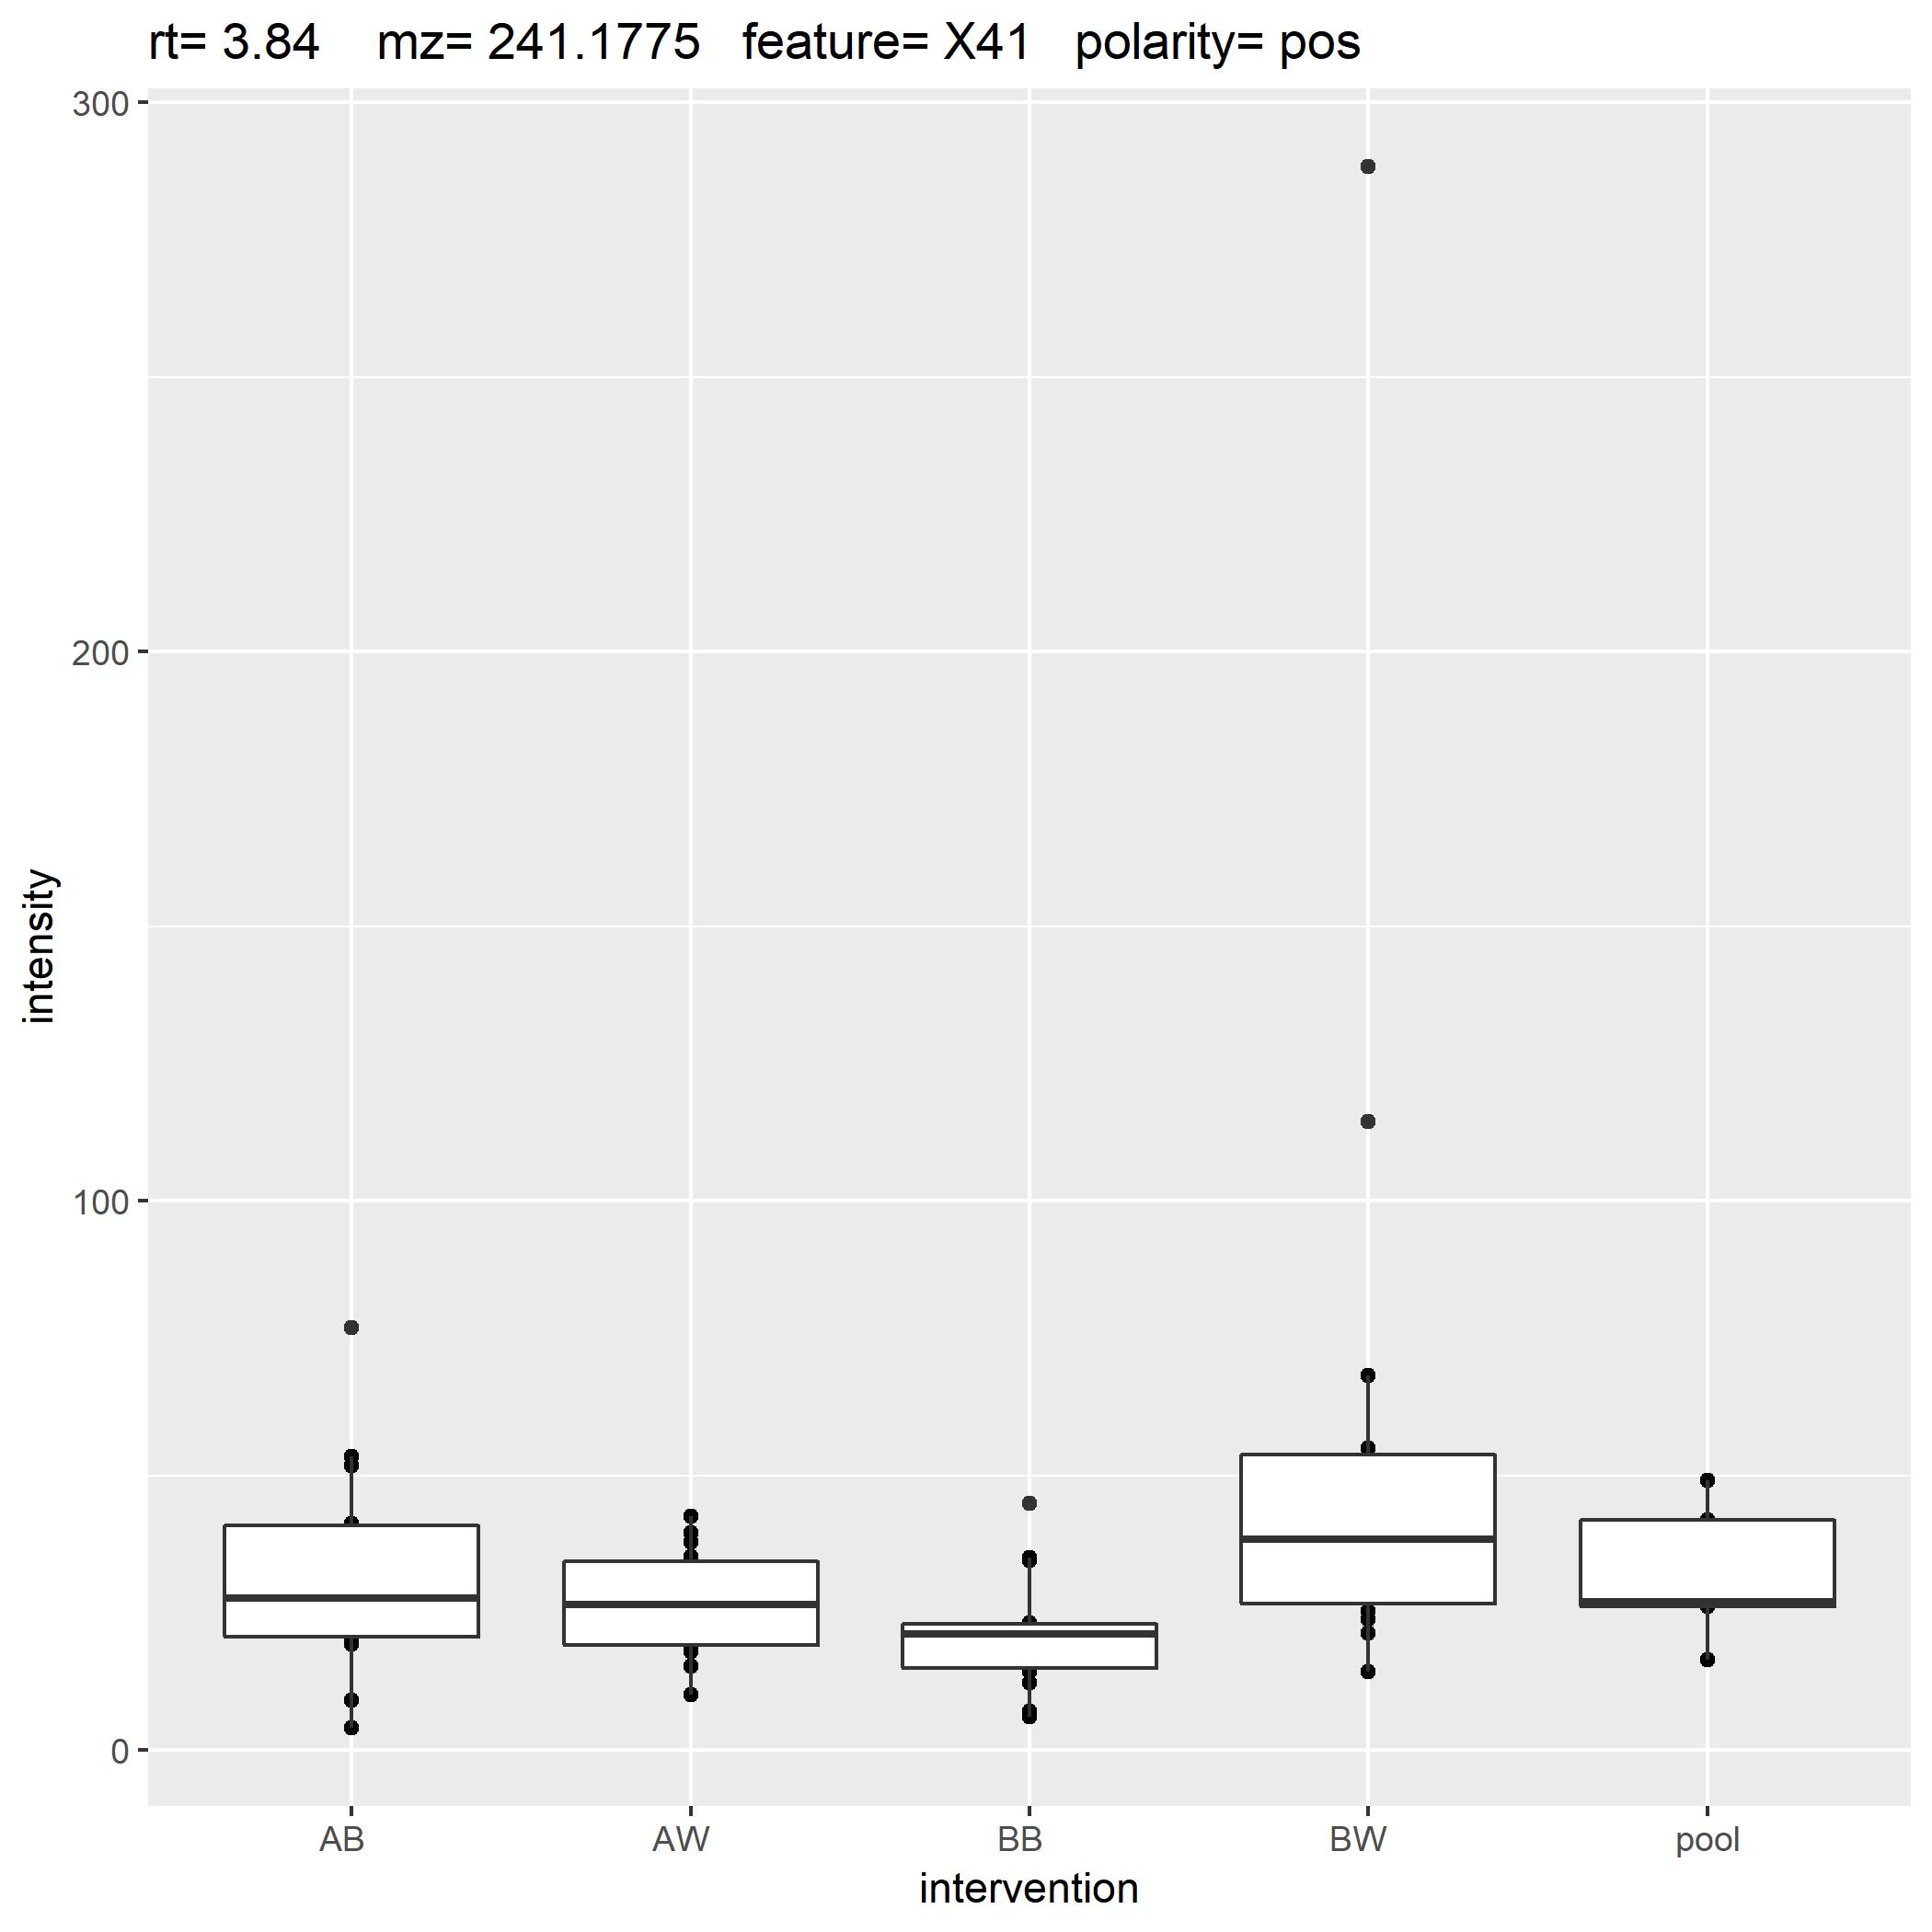 rt= 3.84    mz= 241.1775   feature= X41   polarity= pos
300
200
100
0
intensity
AB AW BB BW pool
intervention